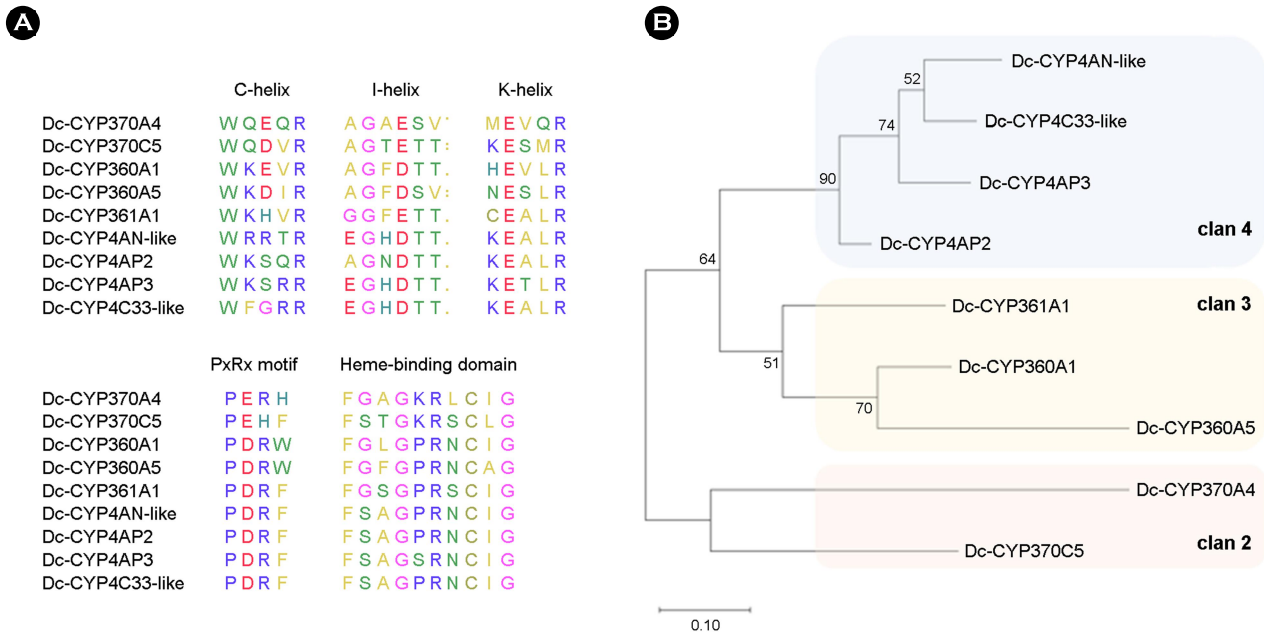 A
C-helix I-helix K-helix
Dc-CYP370A4 WQEQR AGAESV· MEVQR
Dc-CYP370C5 WQDVR AGTETT: KESMR
Dc-CYP360A1 WKEVR AGFDTT. HEVLR
Dc-CYP360A5 WKDIR AGFDSV: NESLR
Dc-CYP361A1 WKHVR GGFETT. CEALR
Dc-CYP4AN-like WRRTR EGHDTT. KEALR
Dc-CYP4AP2 WKSQR AGNDTT. KEALR
Dc-CYP4AP3 WKSRR EGHDTT. KETLR
Dc-CYP4C33-like WFGRR EGHDTT. KEALR
PxRx motif Heme-binding domain
Dc-CYP370A4 PERH FGAGKRLCIG
Dc-CYP370C5 PEHF FSTGKRSCLG
Dc-CYP360A1 PDRW FGLGPRNCIG
Dc-CYP360A5 PDRW FGFGPRNCAG
Dc-CYP361A1 PDRF FGSGPRSCIG
Dc-CYP4AN-like PDRF FSAGPRNCIG
Dc-CYP4AP2 PDRF FSAGPRNCIG
Dc-CYP4AP3 PDRF FSAGSRNCIG
Dc-CYP4C33-like PDRF FSAGPRNCIG
B
Dc-CYP4AN-like
52
Dc-CYP4C33-like
74
Dc-CYP4AP3
90
clan 4
Dc-CYP4AP2
64
clan 3
Dc-CYP361A1
51
Dc-CYP360A1
70
Dc-CYP360A5
Dc-CYP370A4
clan 2
Dc-CYP370C5
0.10